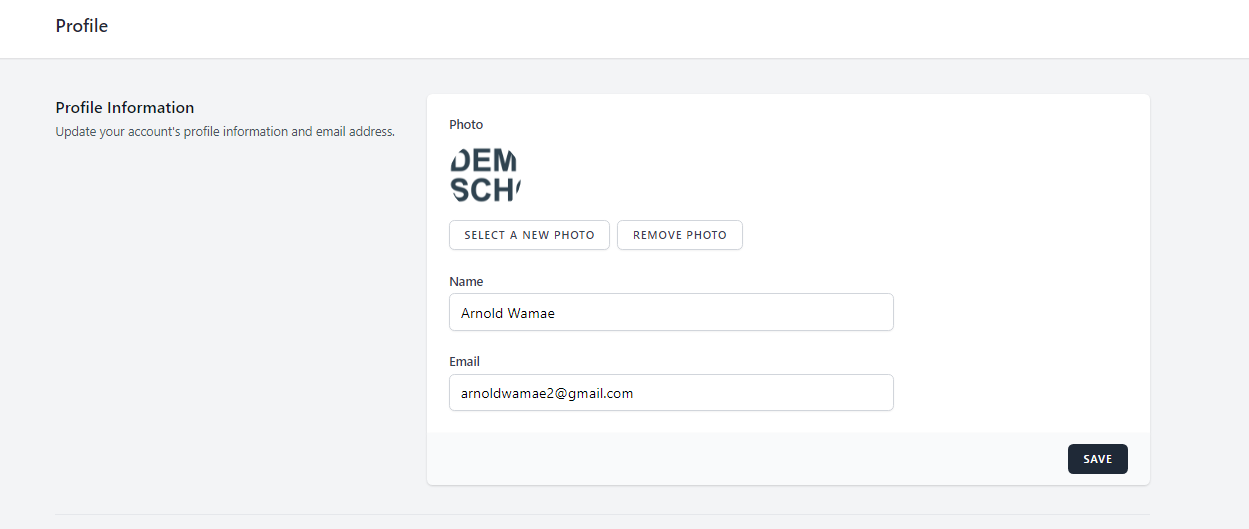 Profile
Profile Information
Update your account's profile information and email address.
Photo
DEM
SCH
SELECT A NEW PHOTO
REMOVE PHOTO
Name
Arnold Wamae
Email
arnoldwamae2@gmail.com
SAVE